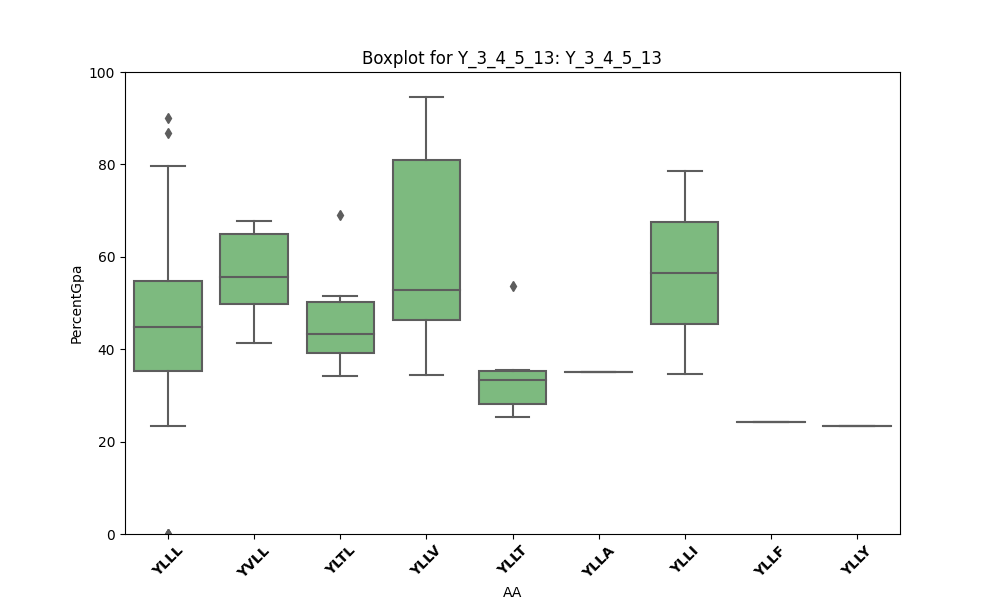 Boxplot for Y_3_4_5_13: Y_3_4_5_13
100
80
60
40
20
0
PercentGpa
YLLL
YVLL
YLTL
YLLV
YLLT
YLLA
YLLI
YLLF
YLLY
AA